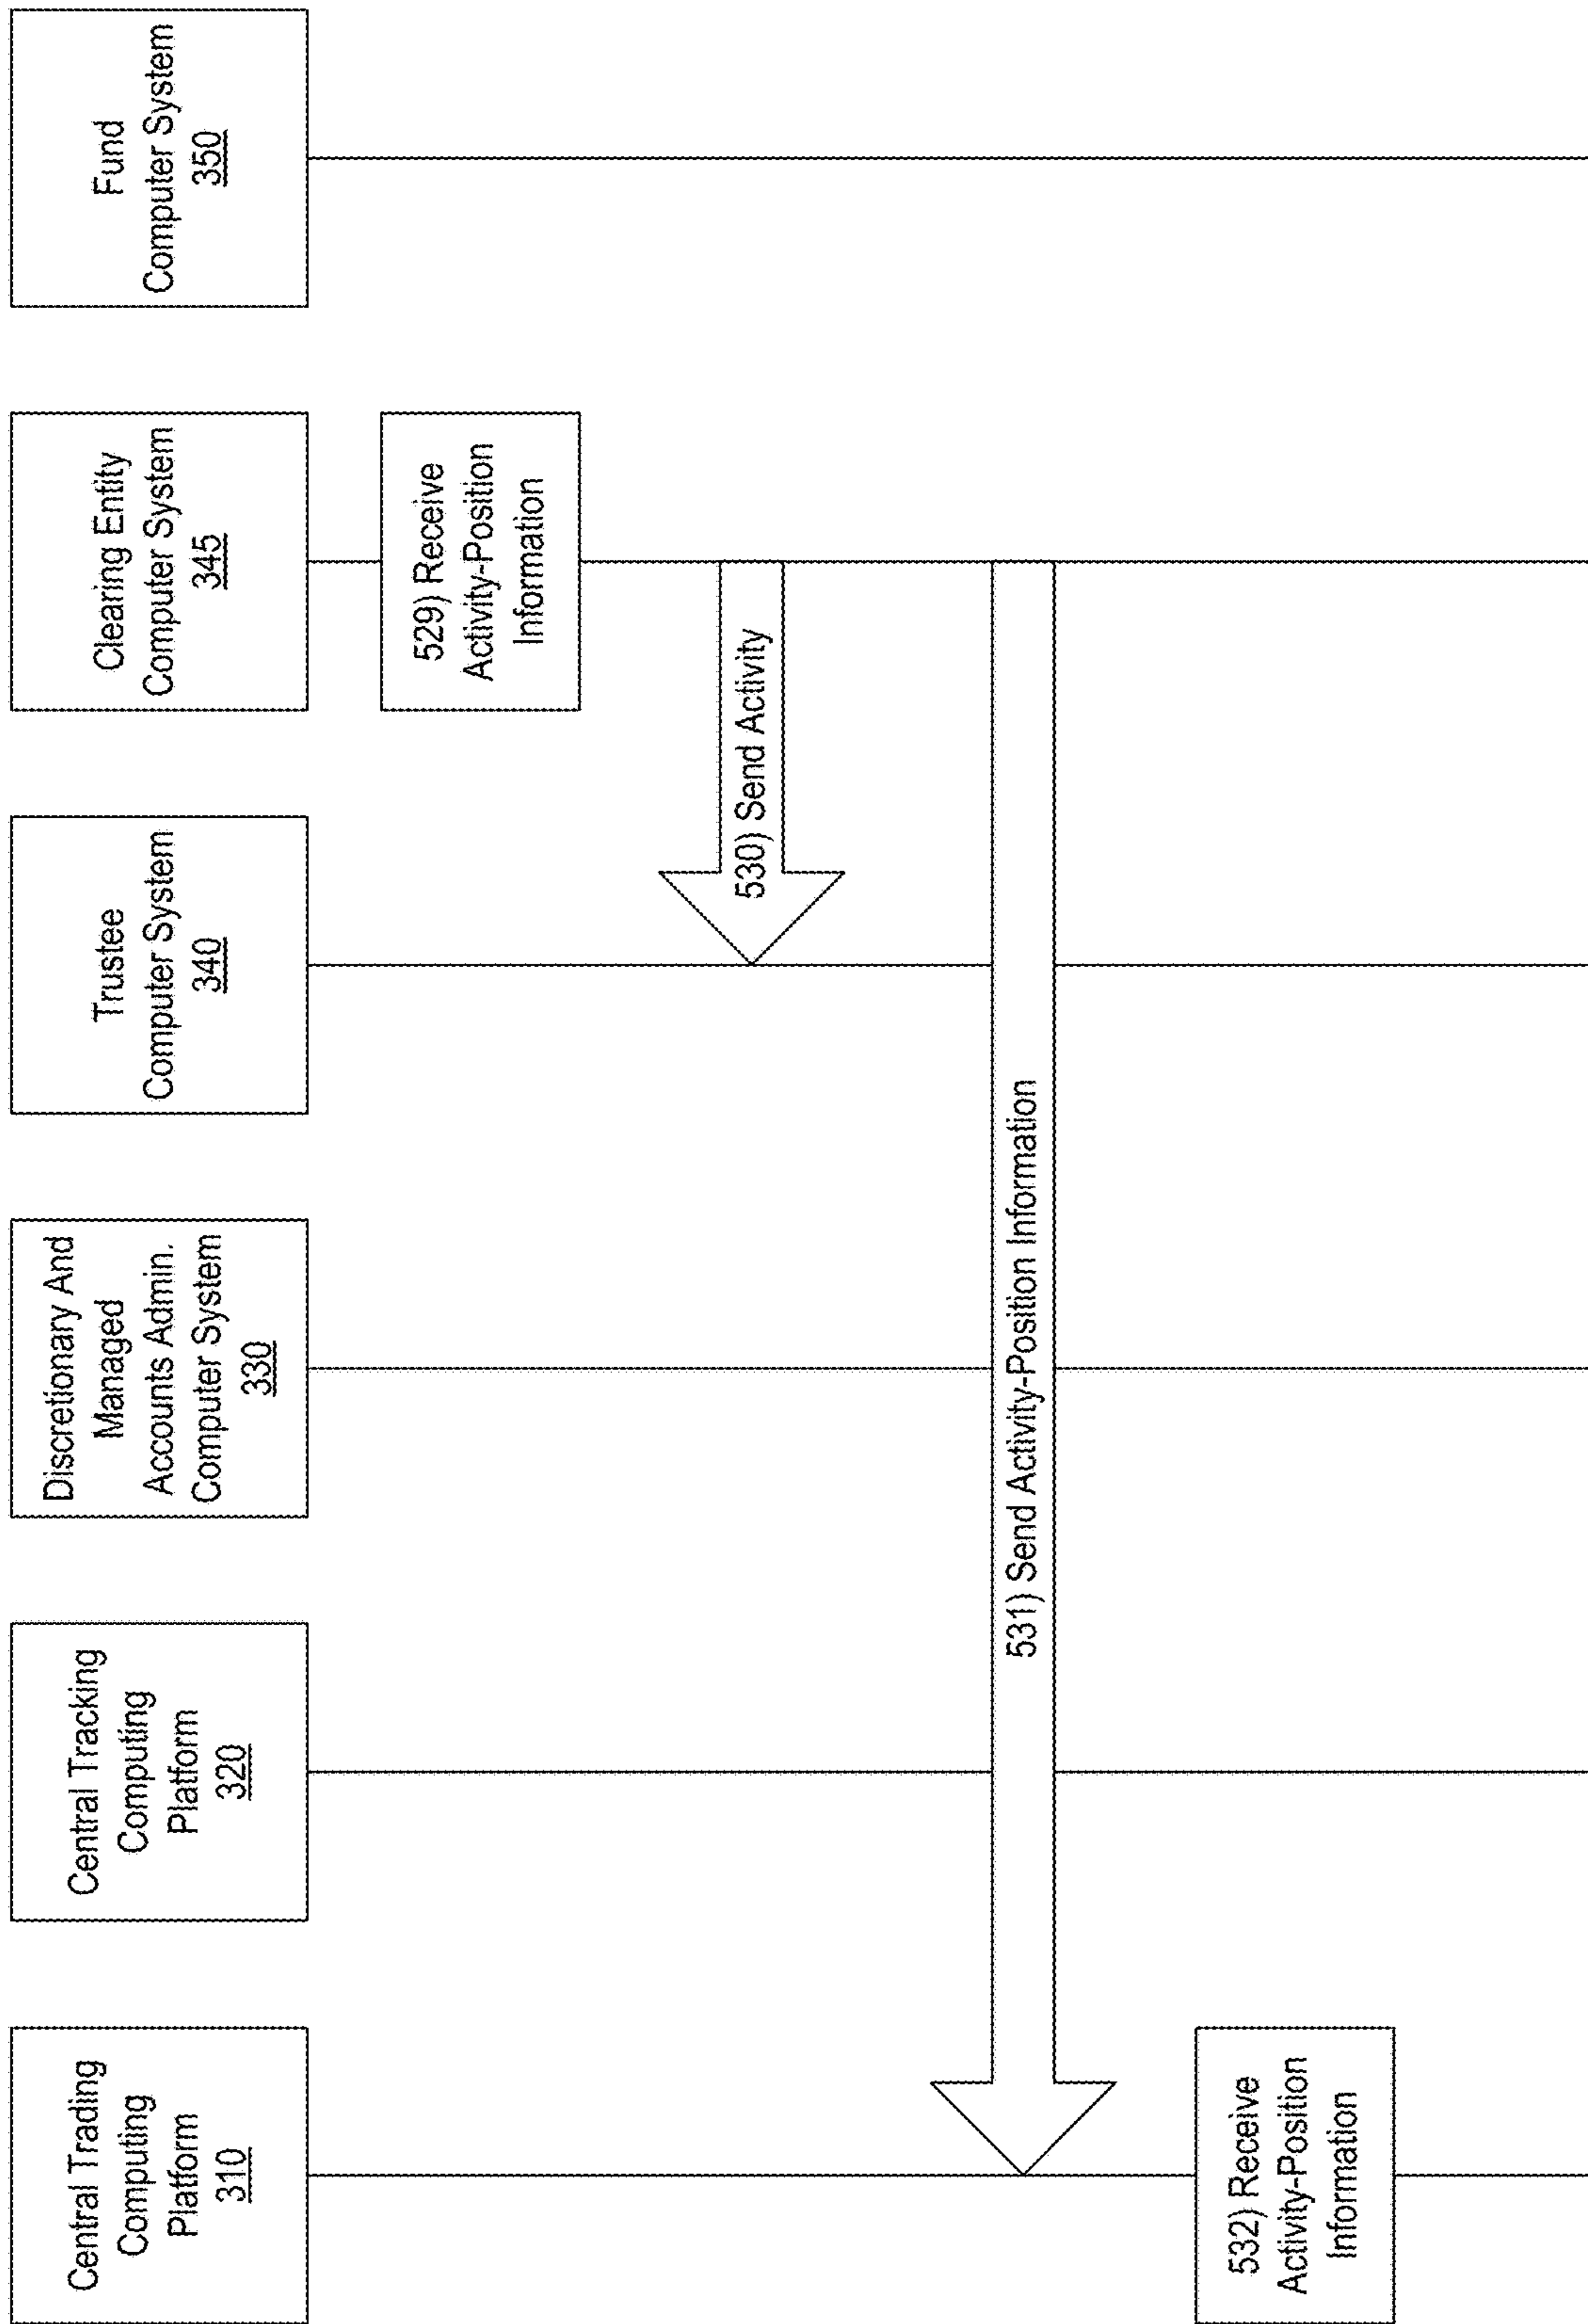 Central Trading
Computing
Platform
310
Central Tracking
Computing
Platform
320
Discretionary And
Managed
Accounts Admin.
Computer System
330
Trustee
Computer System
340
Clearing Entity
Computer System
345
Fund
Computer System
350
529) Receive
Activity-Position
Information
530) Send Activity
531) Send Activity-Position Information
532) Receive
Activity-Position
Information